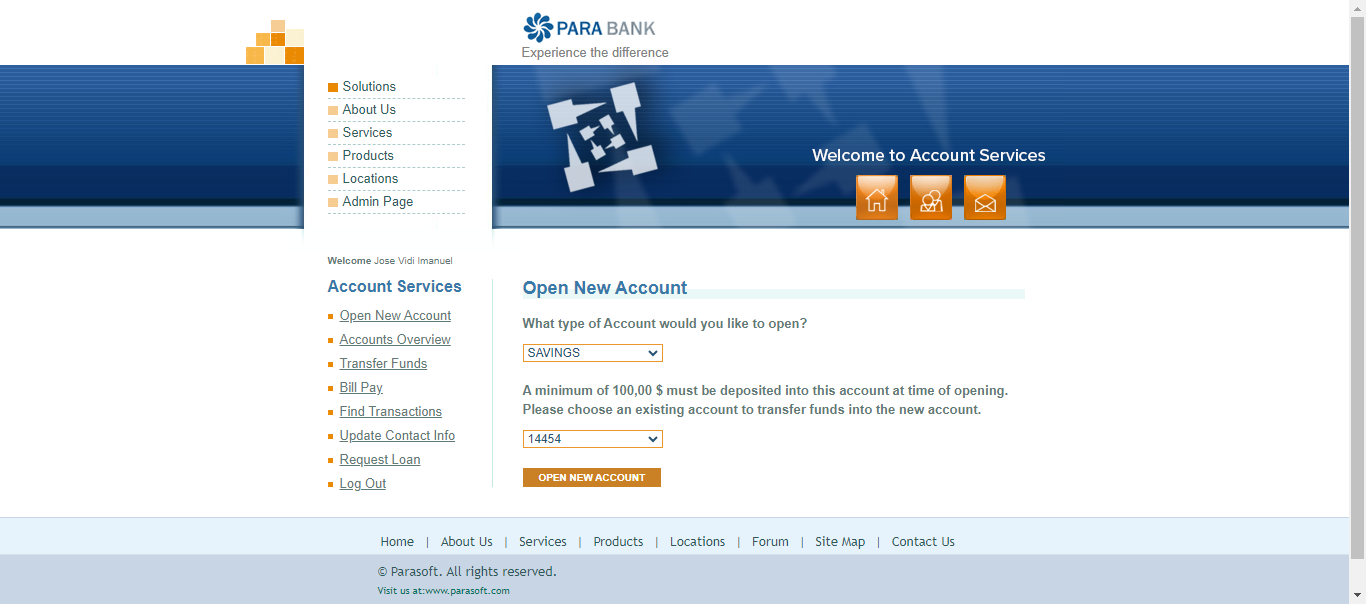 PARA BANK
Experience the difference
Solutions
About Us
Services
Products
Locations
Admin Page
Welcome to Account Services
Welcome Jose Vidi Imanuel
Account Services
Open New Account
Accounts Overview
Transfer Funds
Bill Pay
Find Transactions
Update Contact Info
Request Loan
Log Out
Open New Account
What type of Account would you like to open?
SAVINGS
A minimum of 100,00 $ must be deposited into this account at time of opening.
Please choose an existing account to transfer funds into the new account.
14454
OPEN NEW ACCOUNT
Home | About Us | Services | Products | Locations | Forum | Site Map | Contact Us
© Parasoft. All rights reserved.
Visit us at:www.parasoft.com